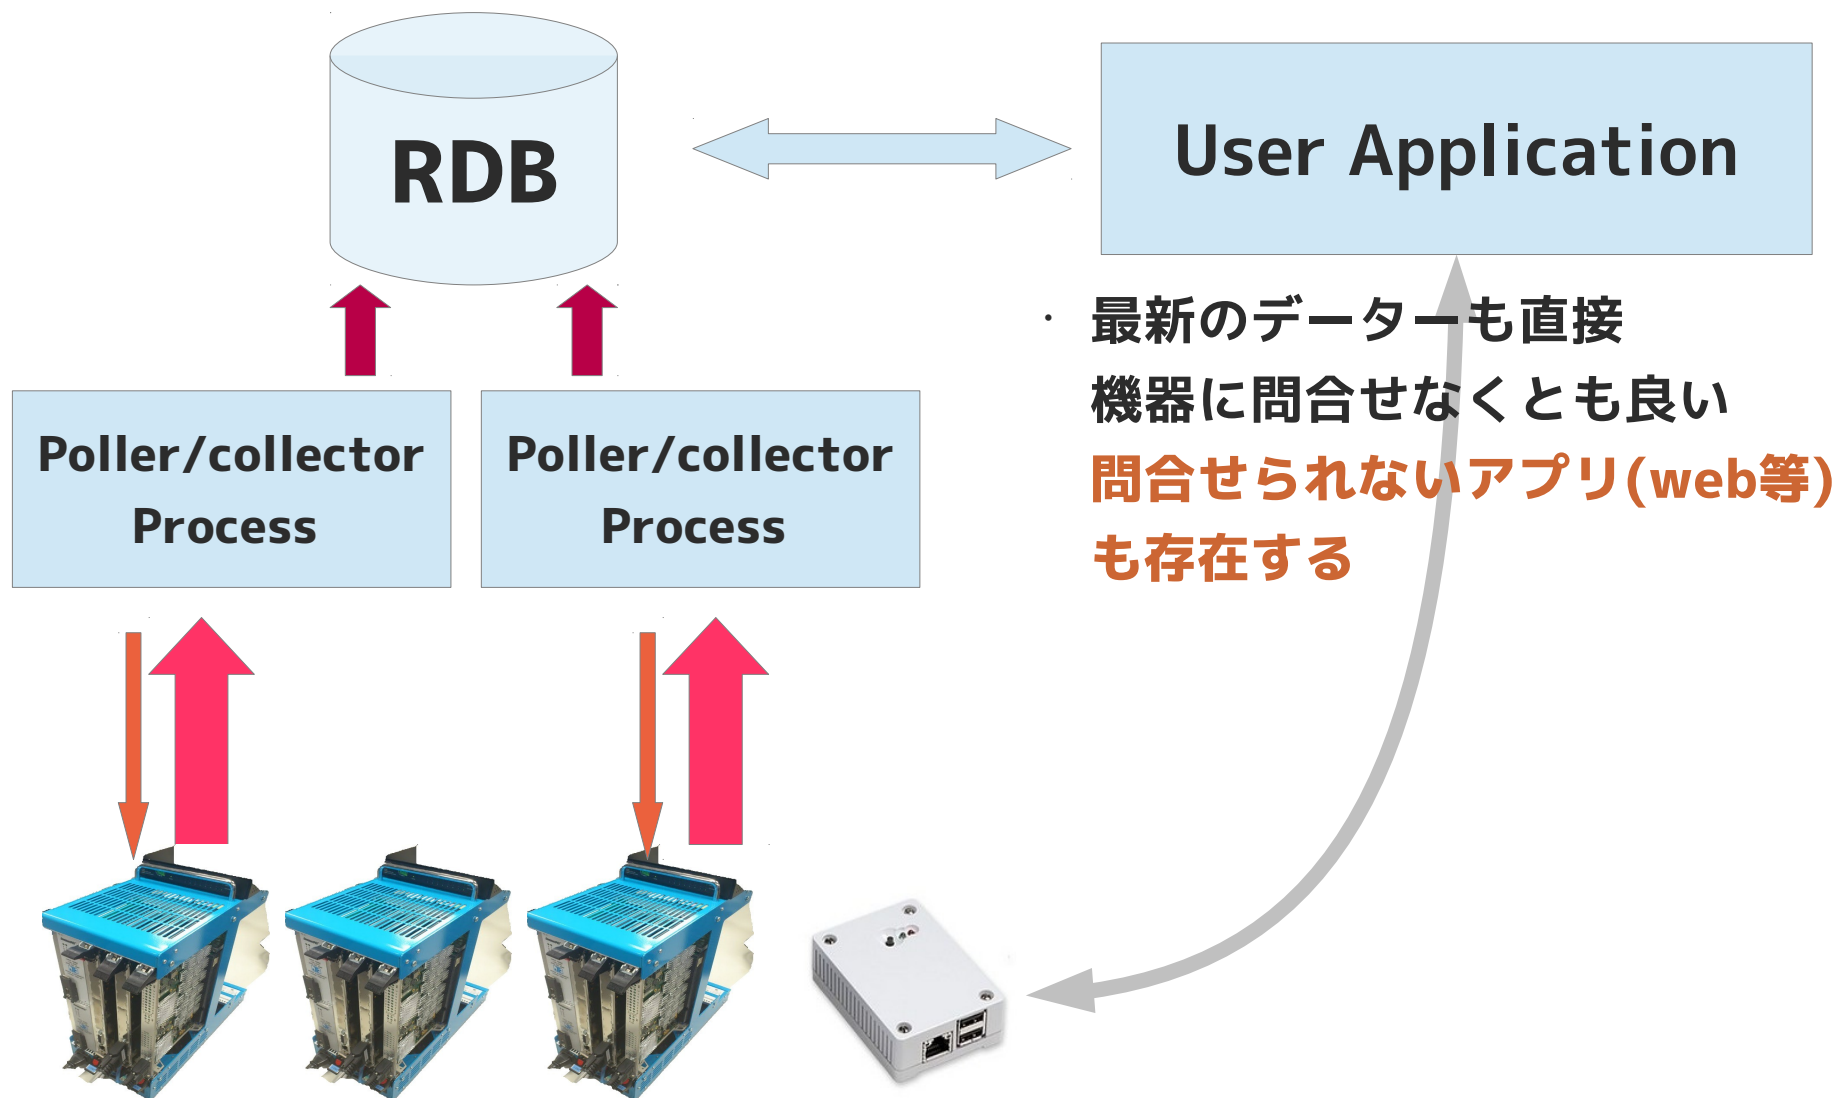 RDB
User Application
Poller/collector
Process
Poller/collector
Process
・ 最新のデーターも直接
機器に問合せなくとも良い
問合せられないアプリ(web等)
も存在する